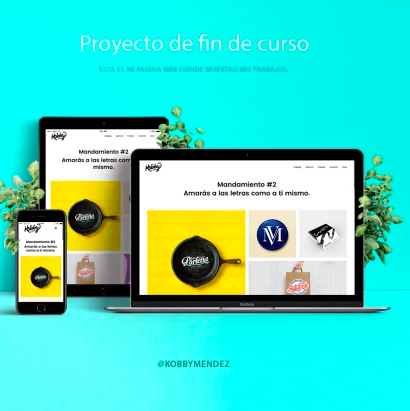 Proyecto de fin de curso
ESTA ES MI PÁGINA WEB DONDE MUESTRO MIS TRABAJOS.
Kobby
Mandamiento #2
Amarás a las letras como a ti mismo.
Kobby
Mandamiento #2
Amarás a las letras como a ti mismo.
Kobby
Mandamiento #2
Amarás a las letras
como a ti mismo.
MacBook
@KOBBYMENDEZ